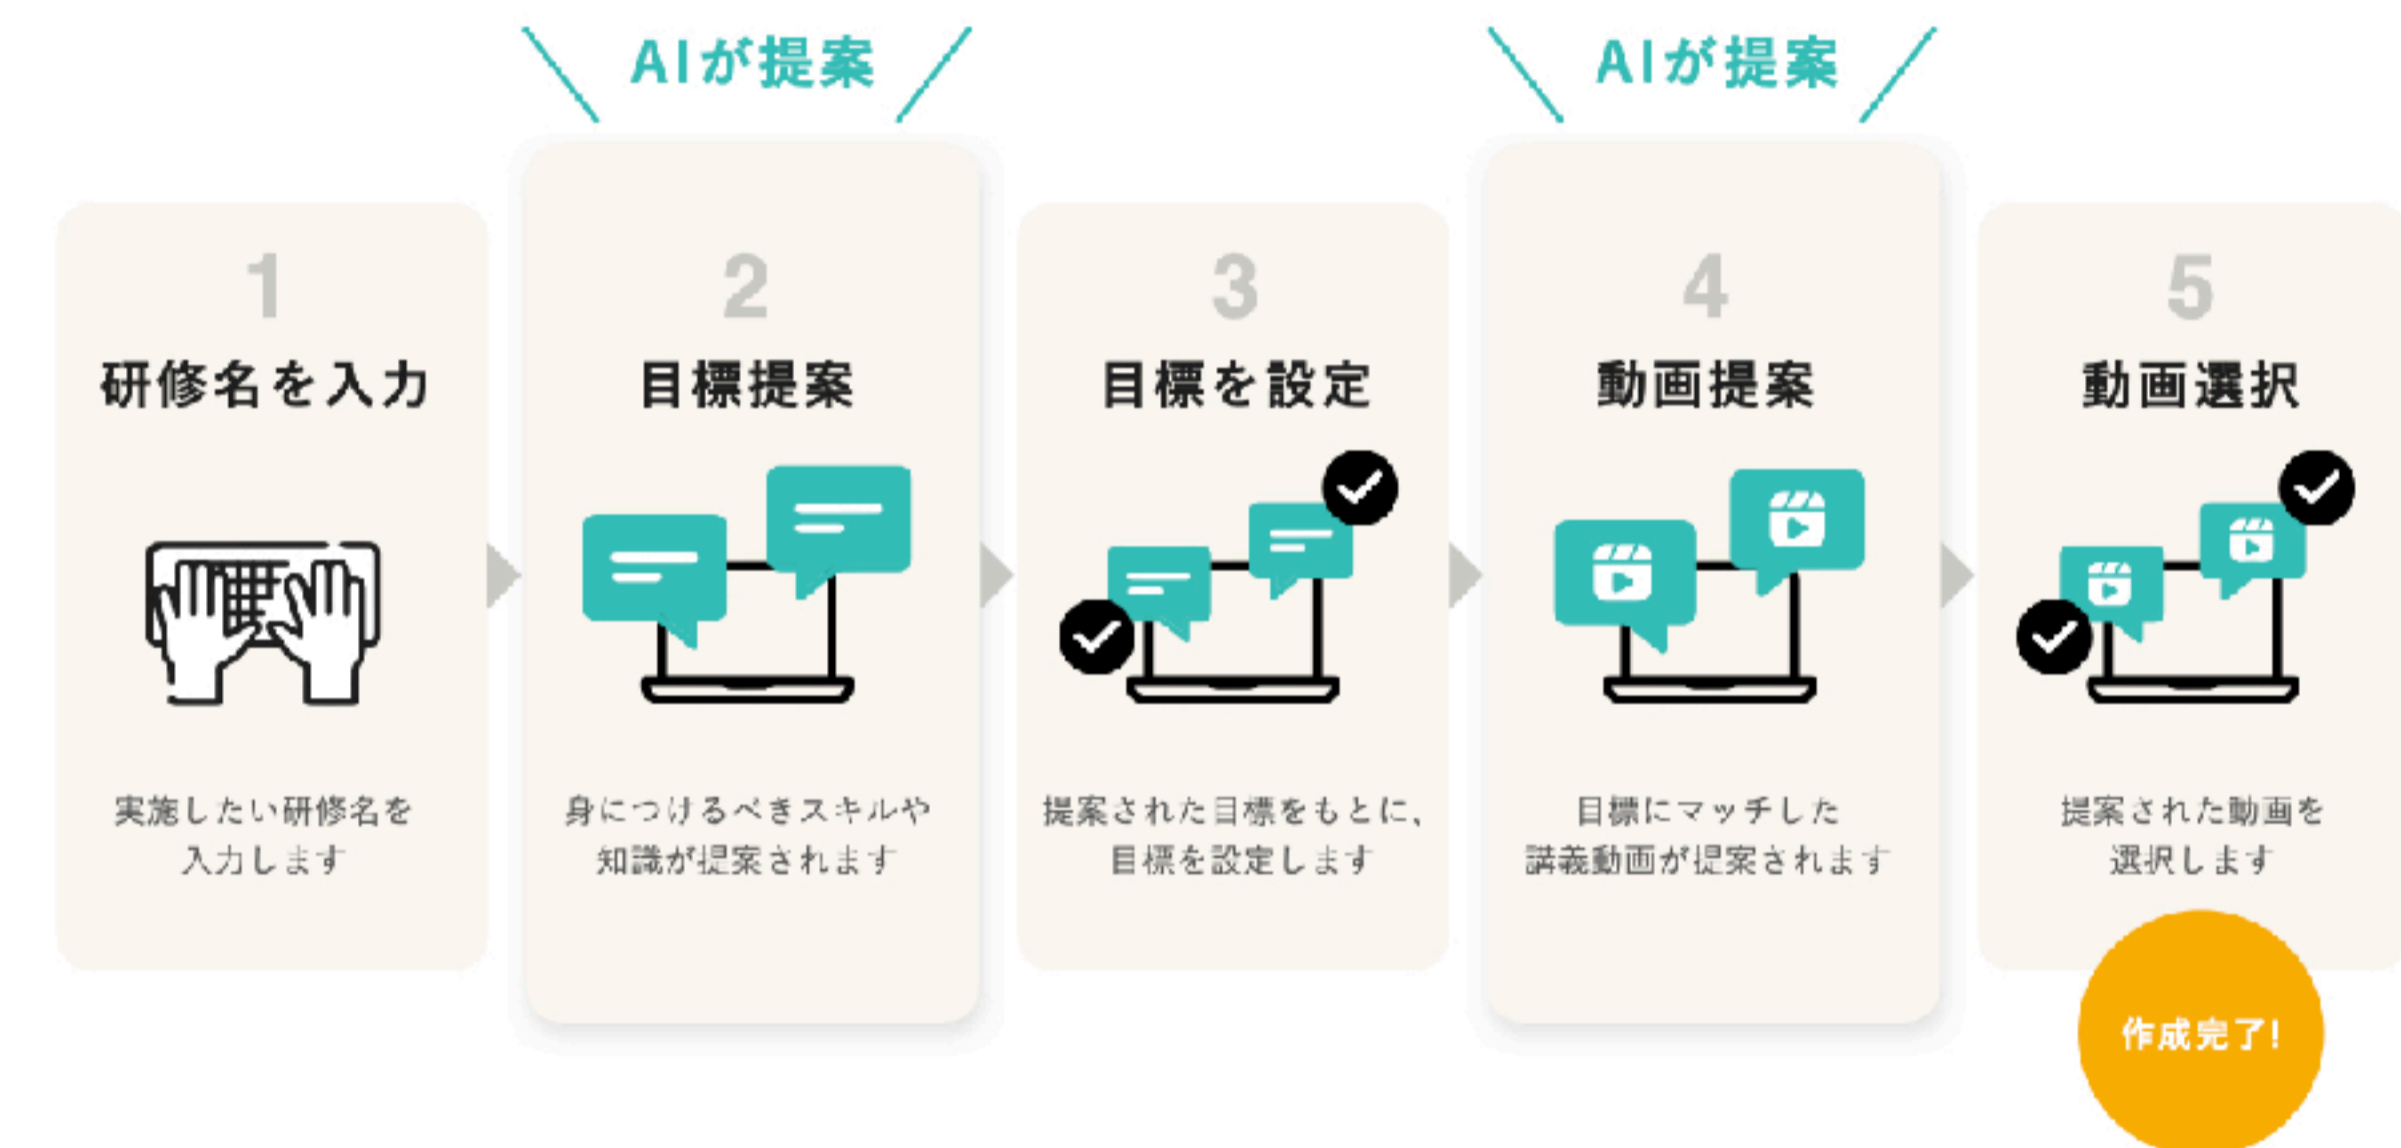 AIが提案
AIが提案
1
研修名を入力
実施したい研修名を
入力します
2
目標提案
身につけるべきスキルや
知識が提案されます
3
目標を設定
提案された目標をもとに、
目標を設定します
4
動画提案
目標にマッチした
講義動画が提案されます
5
動画選択
提案された動画を
選択します
作成完了!